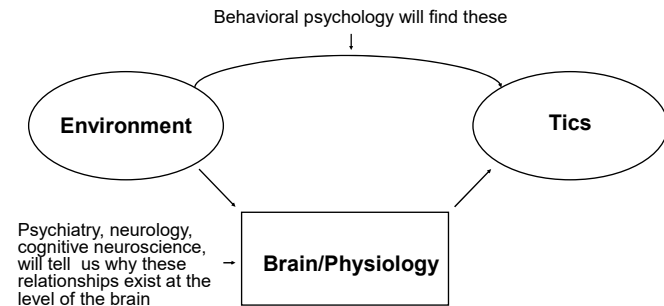 Behavioral psychology will find these
Environment
Tics
Psychiatry, neurology,
cognitive neuroscience,
will tell us why these
relationships exist at the
level of the brain
Brain/Physiology